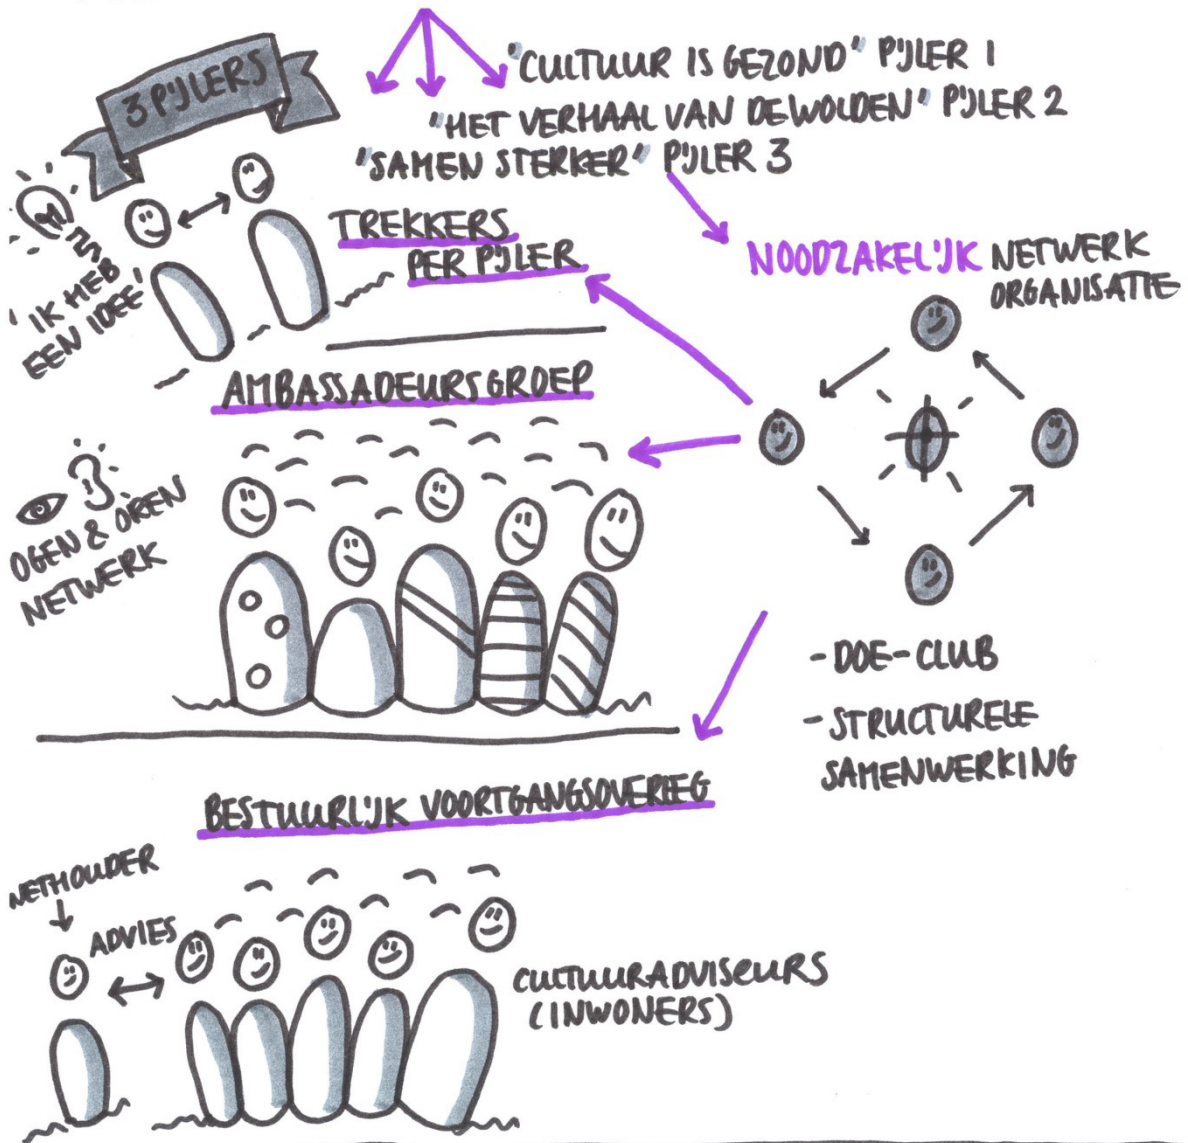 3 PIJLERS
"CULTUUR IS GEZOND" PIJLER 1
"HET VERHAAL VAN DE WOLDEN" PIJLER 2
"SAMEN STERKER" PIJLER 3
'IK HEB
EEN IDEE'
TREKKERS
PER PIJLER
NOODZAKELIJK NETWERK
ORGANISATIE
AMBASSADEURSGROEP
OGEN & OREN
NETWERK
- DOE-CLUB
- STRUCTURELE
SAMENWERKING
BESTUURLIJK VOORTGANGSOVERLEG
WETHOUDER
ADVIES
CULTUURADVISEURS
(INWONERS)